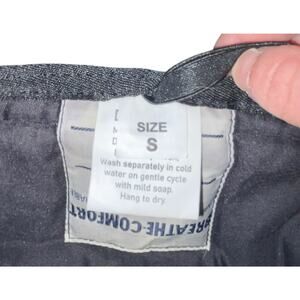 SIZE
S
Wash separately in cold
water on gentle cycle
with mild soap.
Hang to dry.
BREATHE-COMFORT